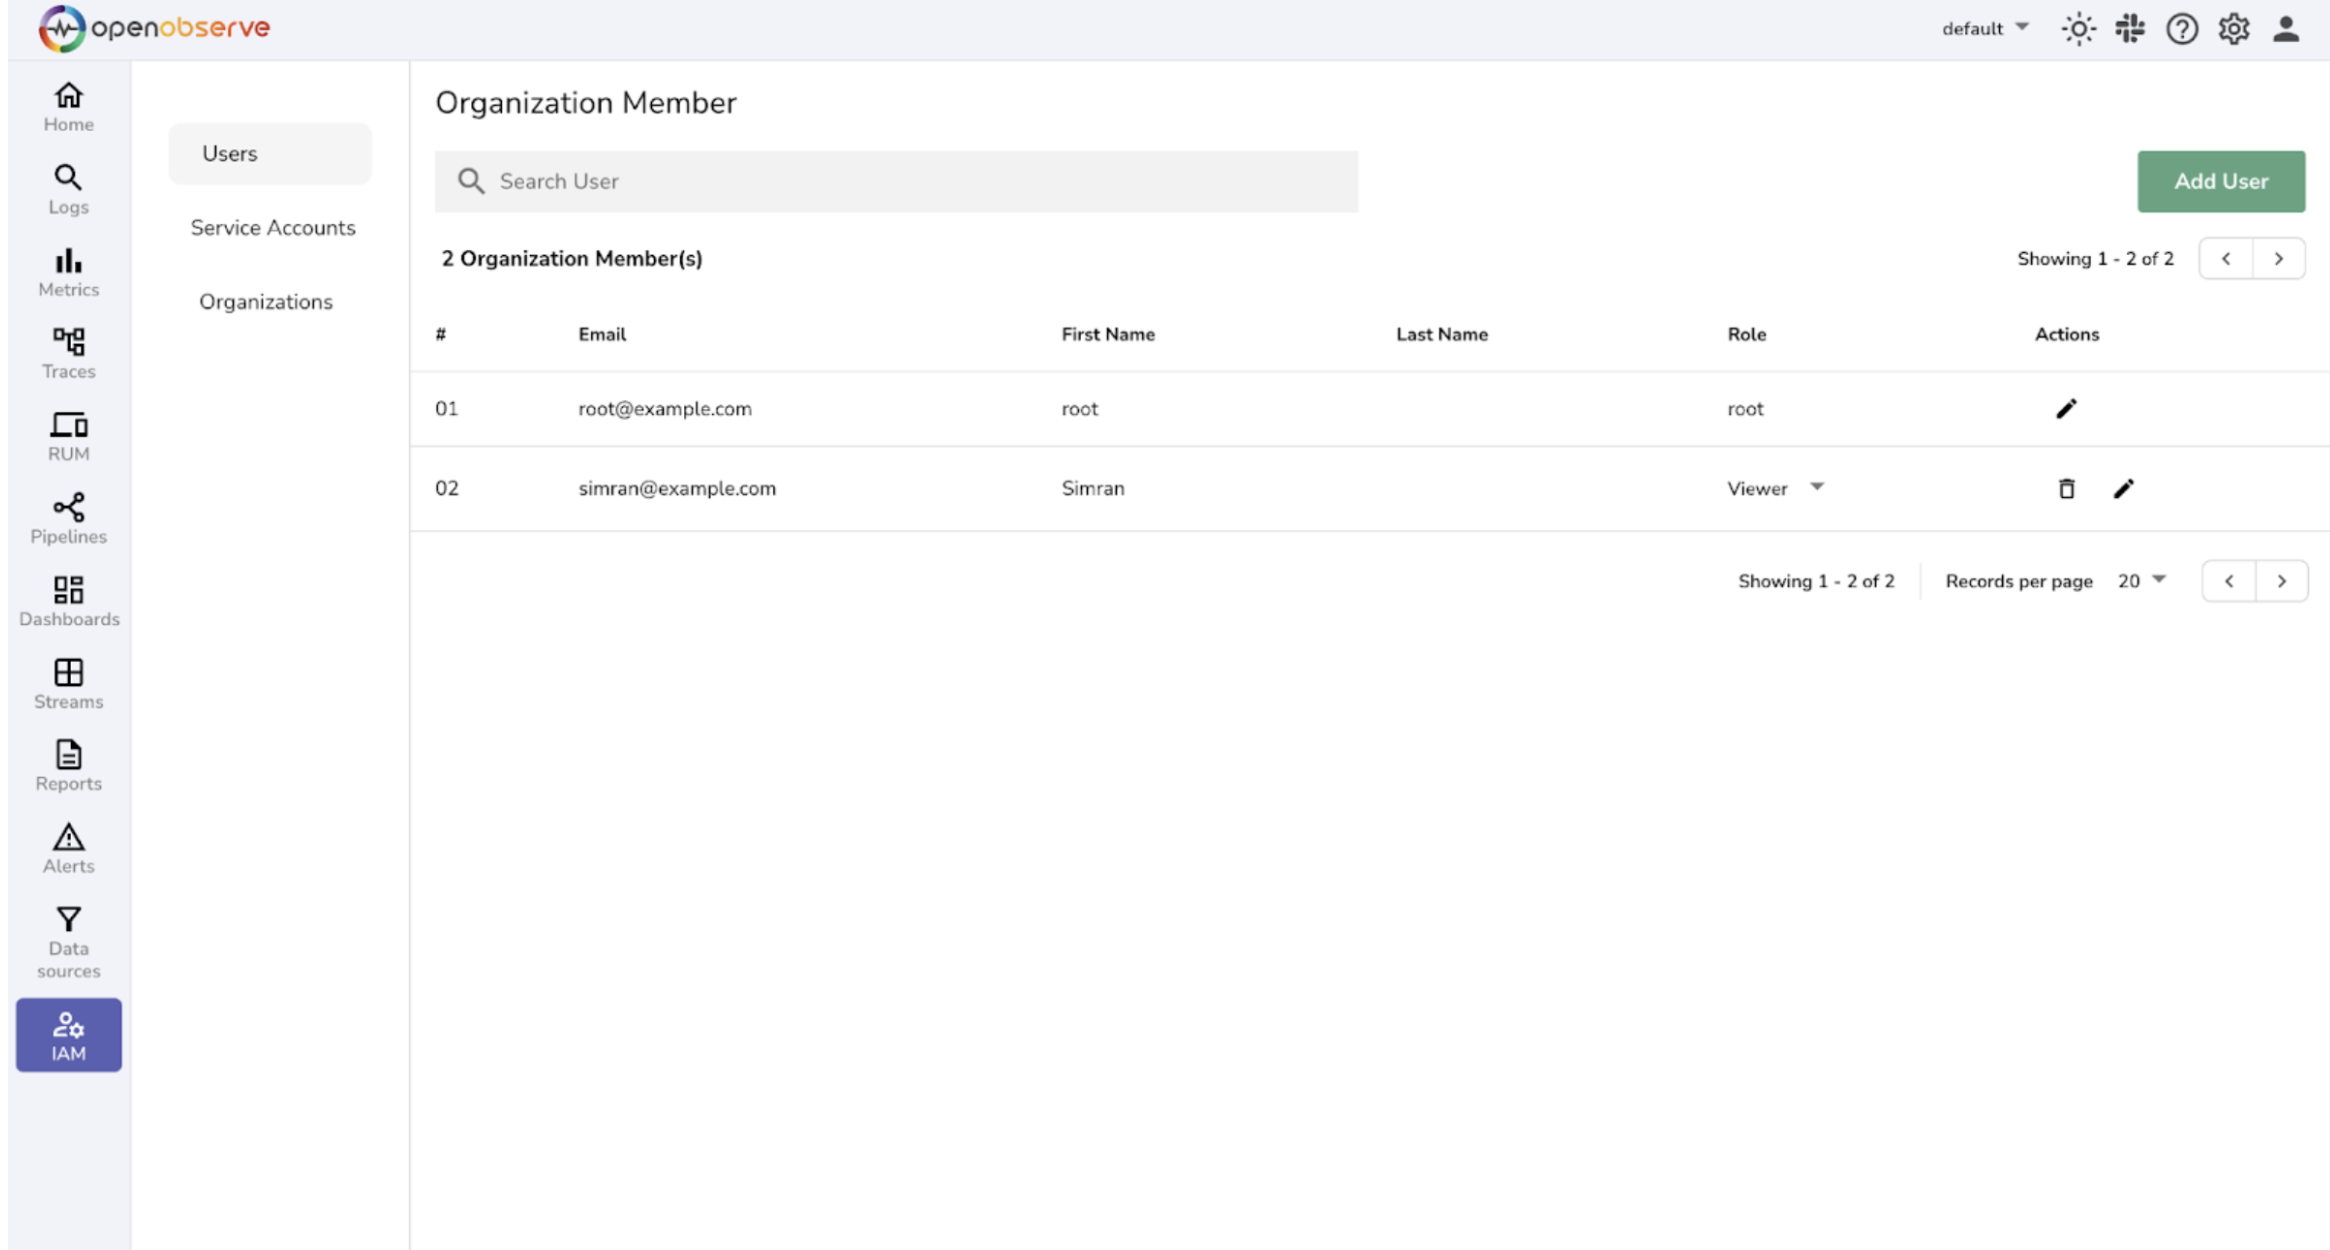 openobserve
default
Home
Logs
Metrics
Traces
RUM
Pipelines
Dashboards
Streams
Reports
Alerts
Data
sources
IAM
Users
Service Accounts
Organizations
Organization Member
Search User
Add User
2 Organization Member(s)
Showing 1 - 2 of 2
# Email First Name Last Name Role Actions
01 root@example.com root root
02 simran@example.com Simran Viewer
Showing 1 - 2 of 2 Records per page 20